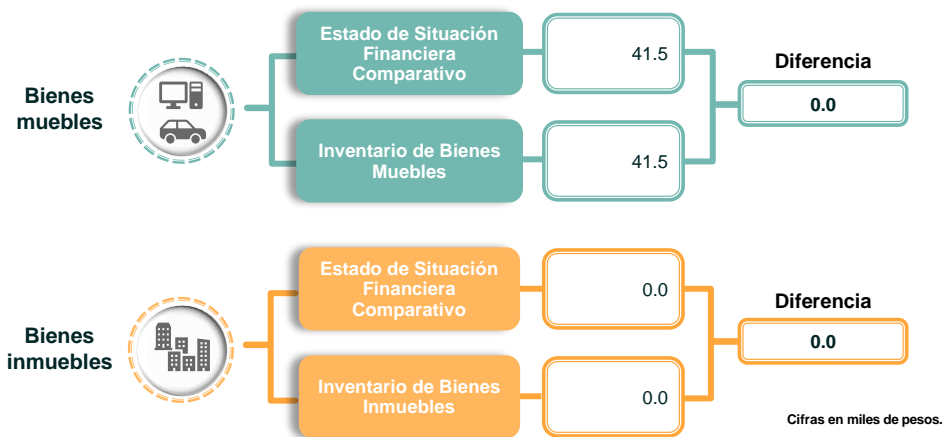 Bienes
muebles
Estado de Situación
Financiera
Comparativo
41.5
Inventario de Bienes
Muebles
41.5
Diferencia
0.0
Bienes
inmuebles
Estado de Situación
Financiera
Comparativo
0.0
Inventario de Bienes
Inmuebles
0.0
Diferencia
0.0
Cifras en miles de pesos.